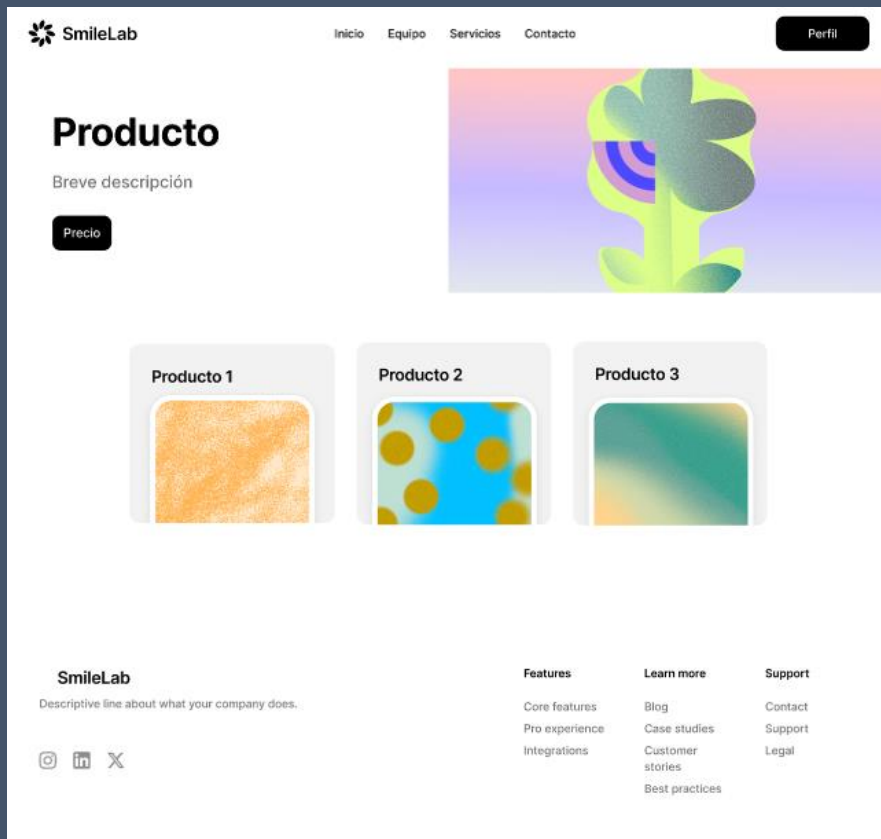 SmileLab
Inicio Equipo Servicios Contacto
Perfil
Producto
Breve descripción
Precio
Producto 1
Producto 2
Producto 3
SmileLab
Descriptive line about what your company does.
Features
Core features
Pro experience
Integrations
Learn more
Blog
Case studies
Customer
stories
Best practices
Support
Contact
Support
Legal